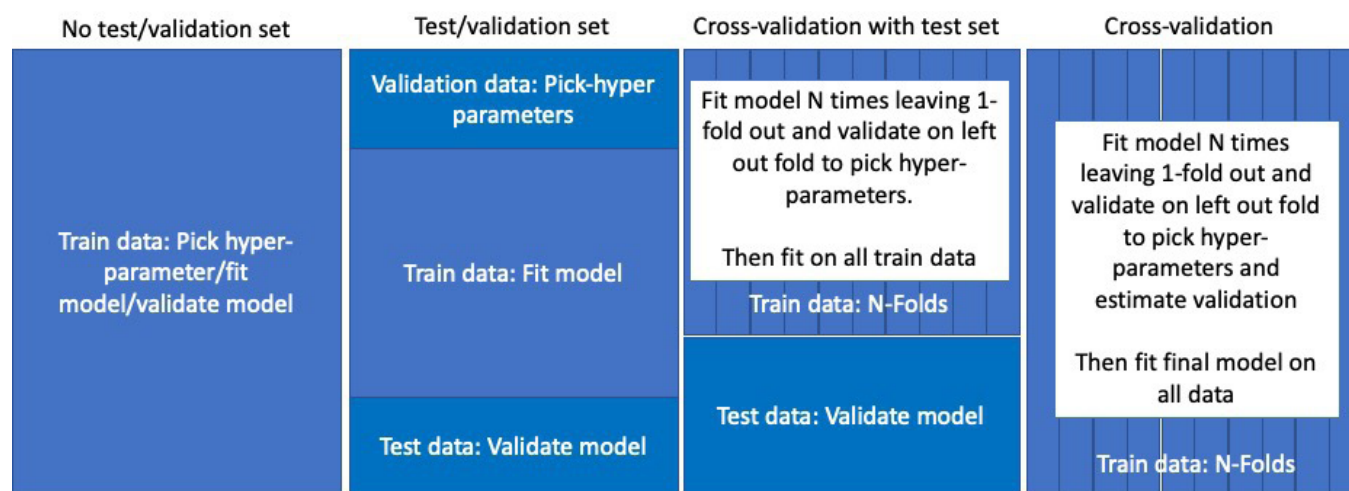 No test/validation set
Train data: Pick hyper-
parameter/fit
model/validate model
Test/validation set
Validation data: Pick-hyper
parameters
Train data: Fit model
Test data: Validate model
Cross-validation with test set
Fit model N times leaving 1-
fold out and validate on left
out fold to pick hyper-
parameters.
Then fit on all train data
Train data: N-Folds
Test data: Validate model
Cross-validation
Fit model N times
leaving 1-fold out and
validate on left out fold
to pick hyper-
parameters and
estimate validation
Then fit final model on
all data
Train data: N-Folds